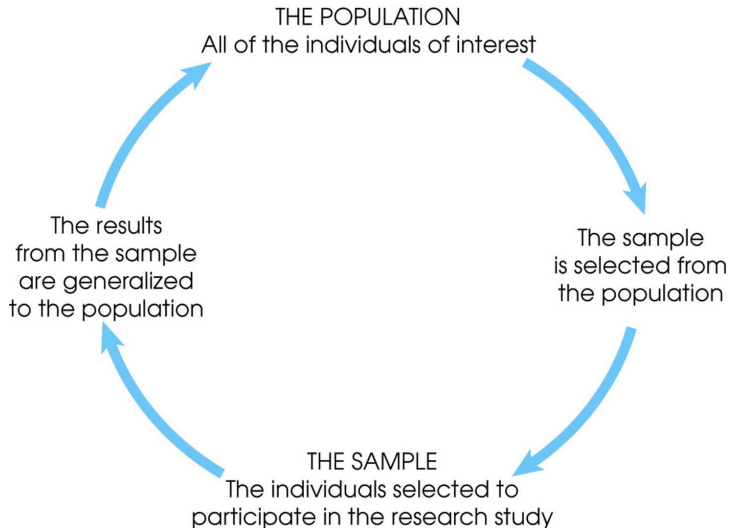 THE POPULATION
All of the individuals of interest
The sample
is selected from
the population
THE SAMPLE
The individuals selected to
participate in the research study
The results
from the sample
are generalized
to the population